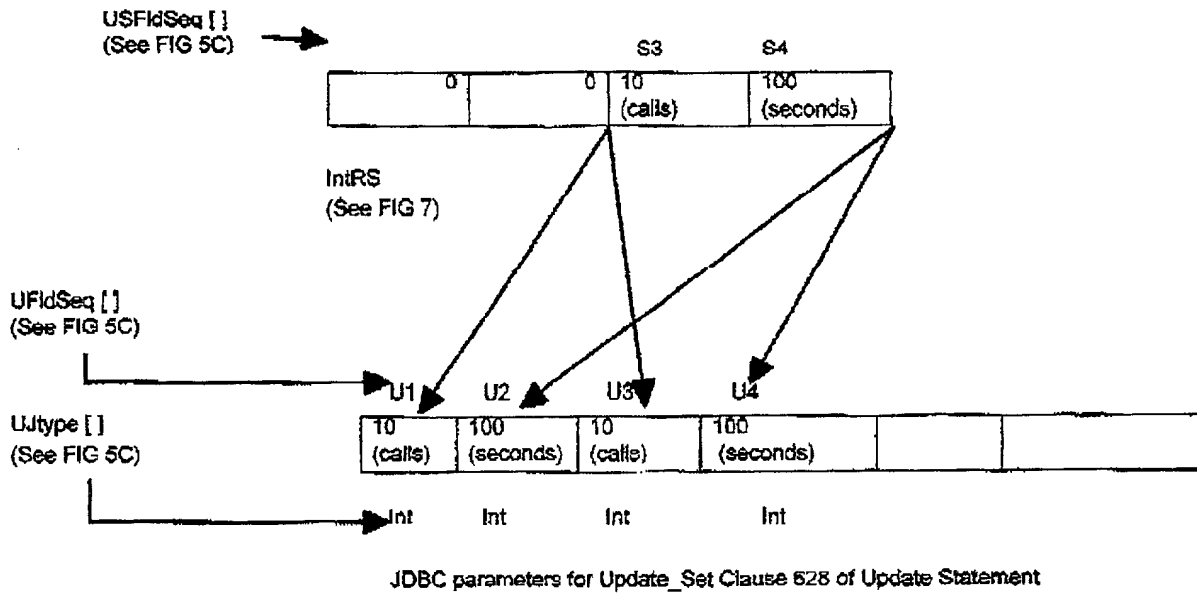 USFldSeq [ ]
(See FIG 5C)
S3 S4
0 0 10 100
(calls) (seconds)
IntRS
(See FIG 7)
UFldSeq [ ]
(See FIG 5C)
U1 U2 U3 U4
UJtype [ ]
(See FIG 5C)
10 100 10 100
(calls) (seconds) (calls) (seconds)
Int Int Int Int
JDBC parameters for Update_Set Clause 628 of Update Statement